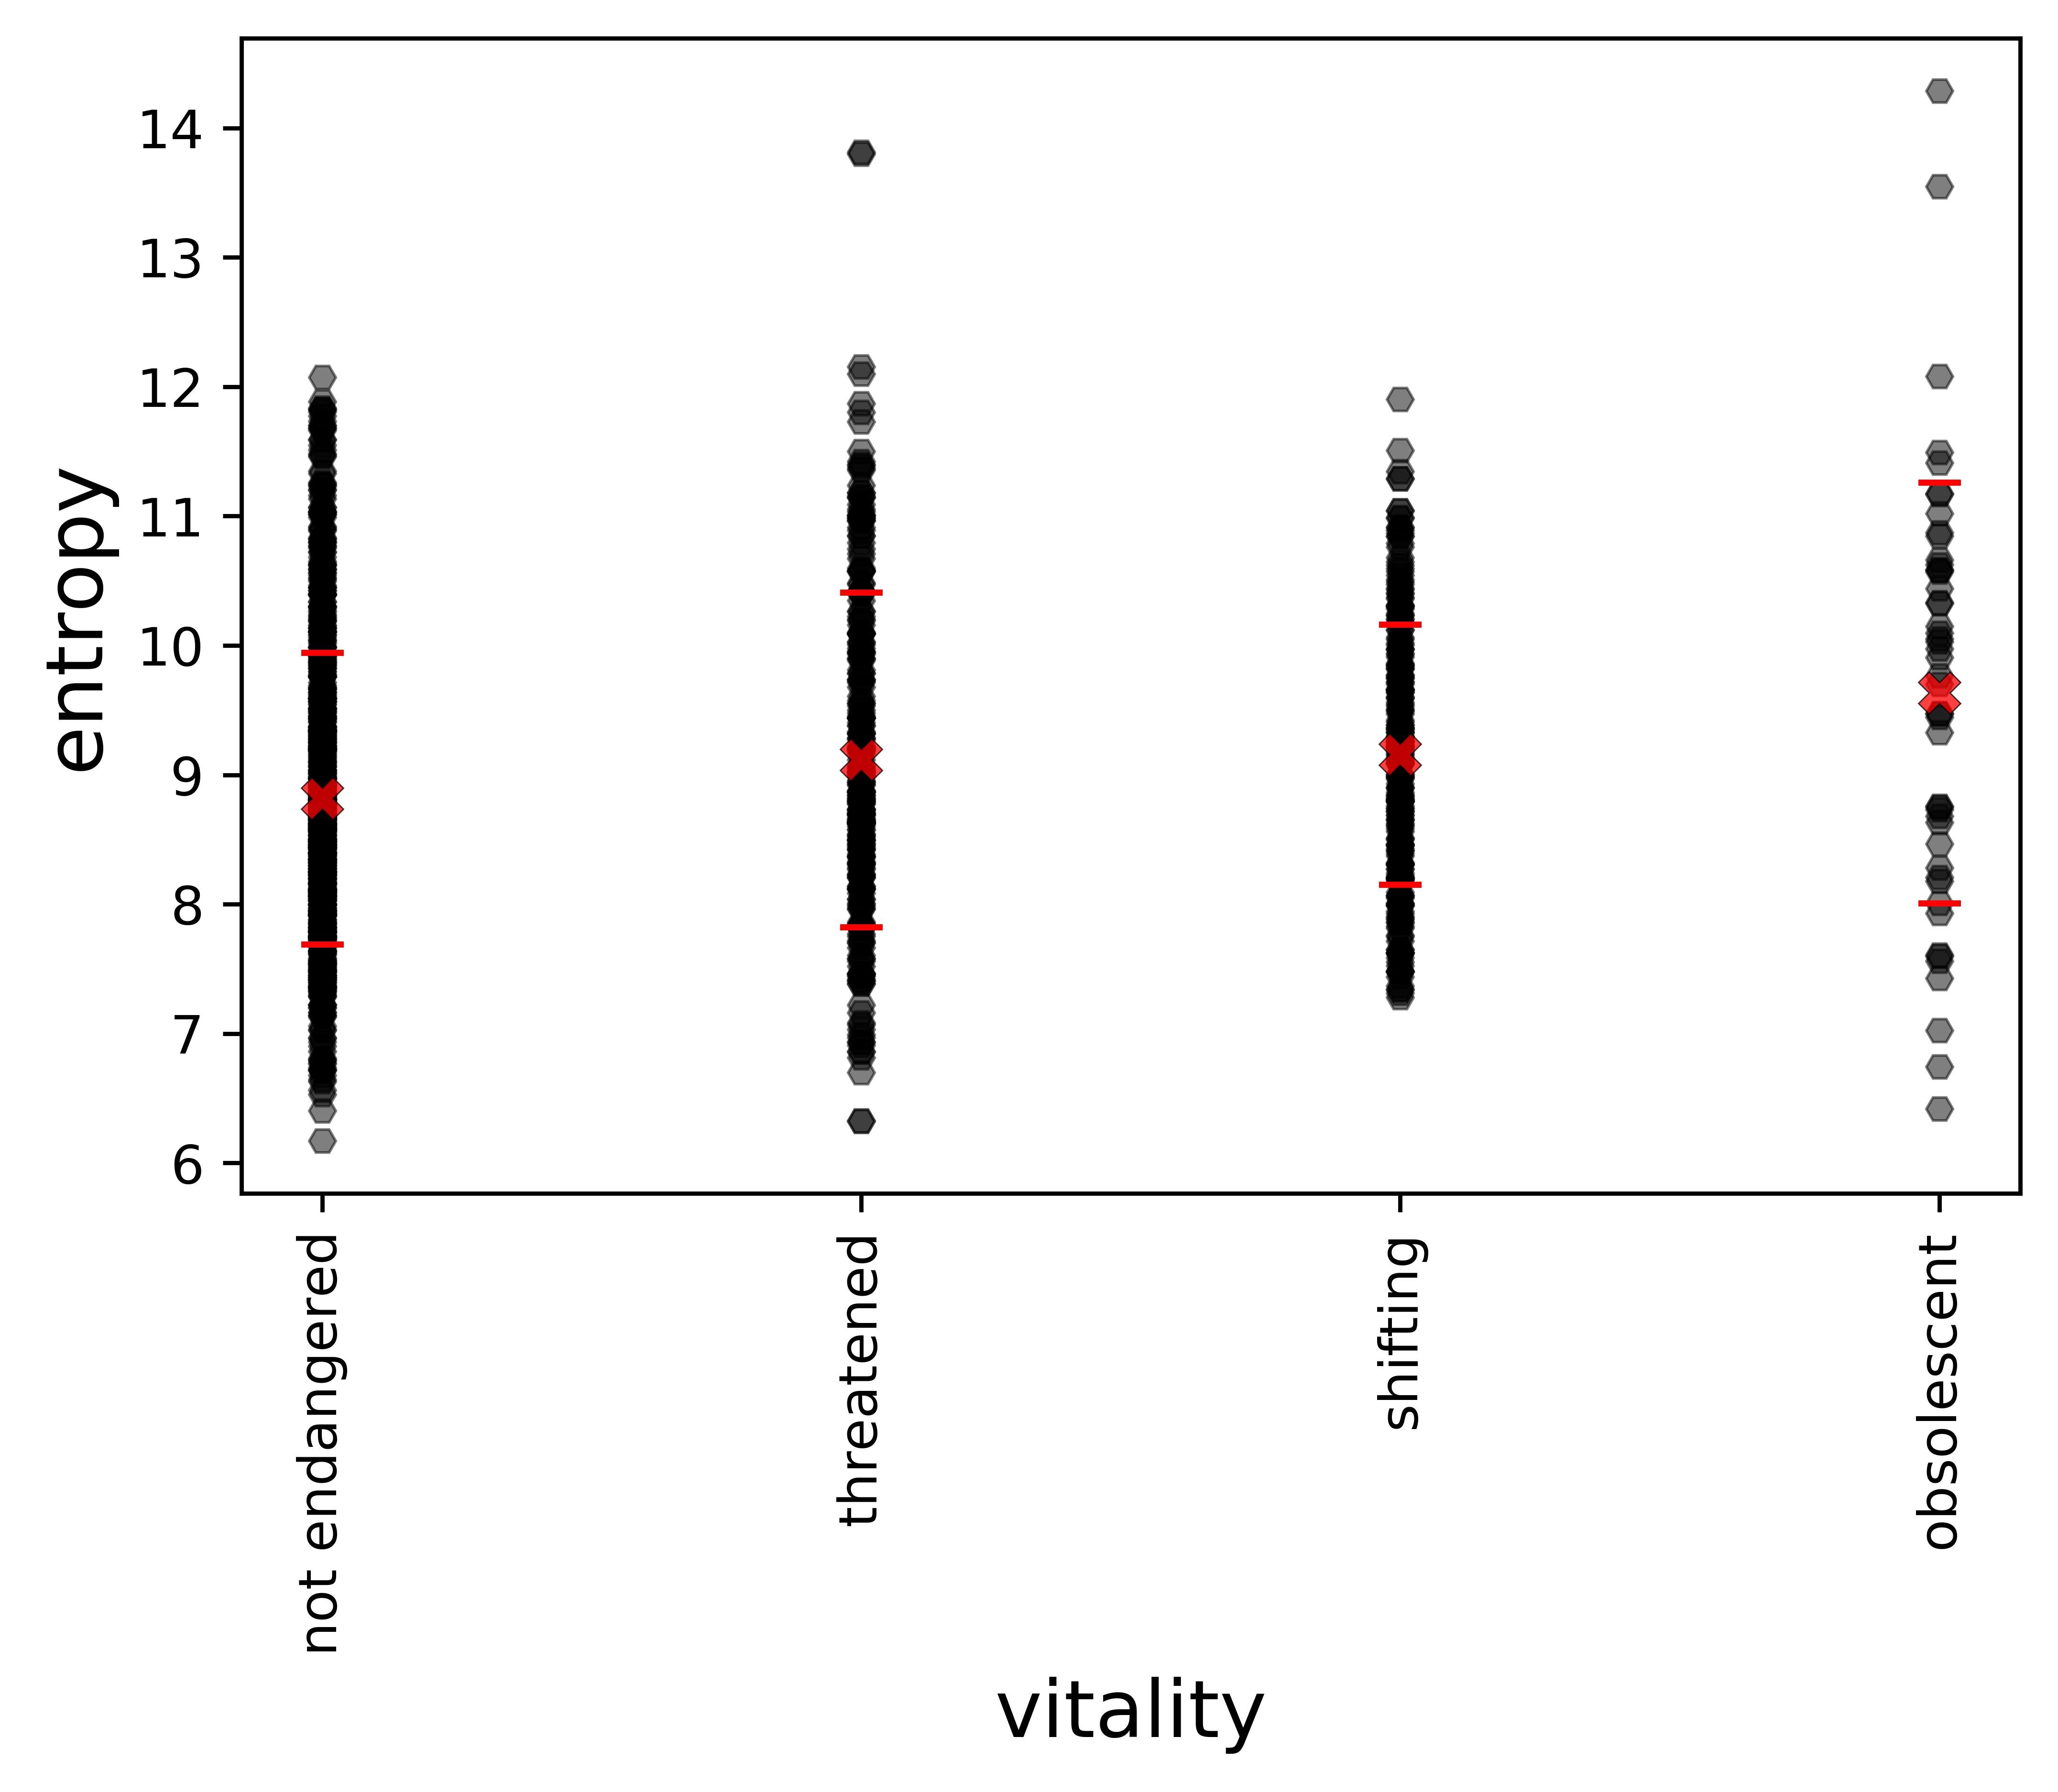 entropy
14
13
12
11
10
9
8
7
6
not endangered
threatened
shifting
obsolescent
vitality